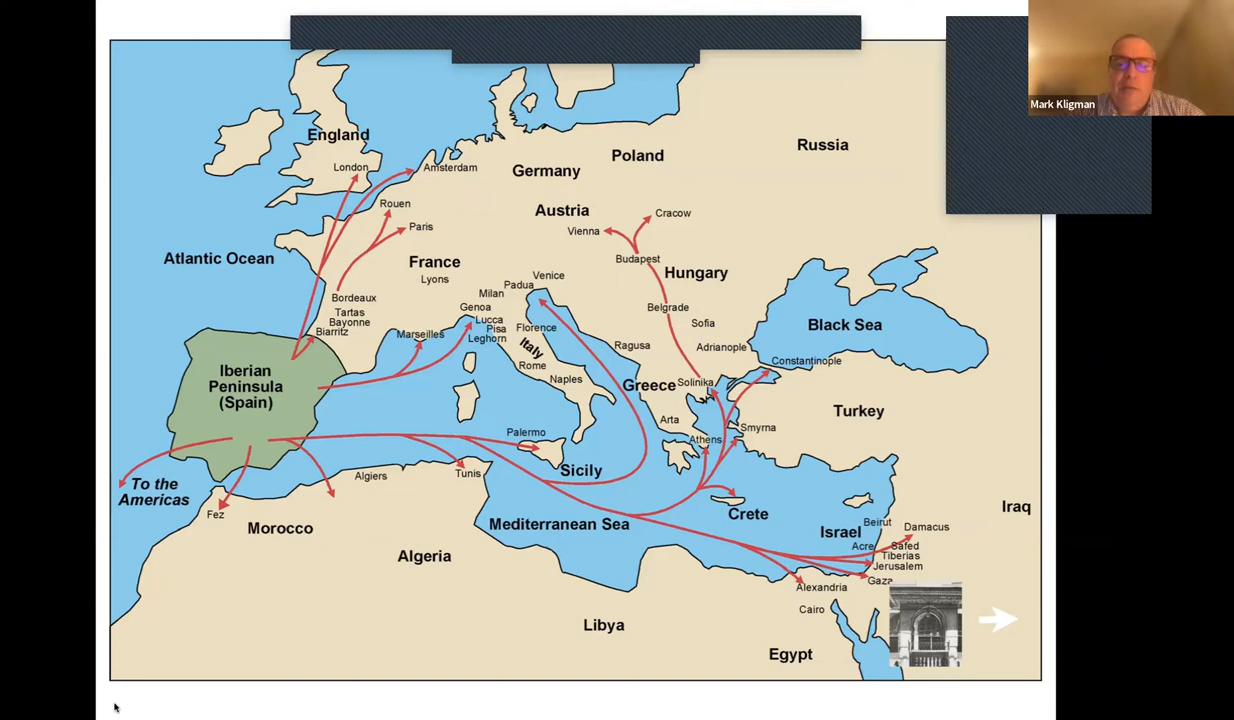 Mark Kligman
England
London
Amsterdam
Germany
Poland
Russia
Rouen
Paris
Austria
Cracow
Vienna
Atlantic Ocean
France
Lyons
Budapest
Hungary
Venice
Padua
Milan
Genoa
Lucca
Pisa
Leghorn
Florence
Italy
Rome
Naples
Bordeaux
Tartas
Bayonne
Biarritz
Marseilles
Belgrade
Sofia
Ragusa
Adrianople
Black Sea
Constantinople
Iberian
Peninsula
(Spain)
Greece
Solinika
Turkey
Arta
Athens
Smyrna
Palermo
Sicily
To the
Americas
Algiers
Tunis
Fez
Morocco
Mediterranean Sea
Crete
Algeria
Israel
Beirut
Damacus
Iraq
Acre
Safed
Tiberias
Jerusalem
Gaza
Alexandria
Cairo
Libya
Egypt